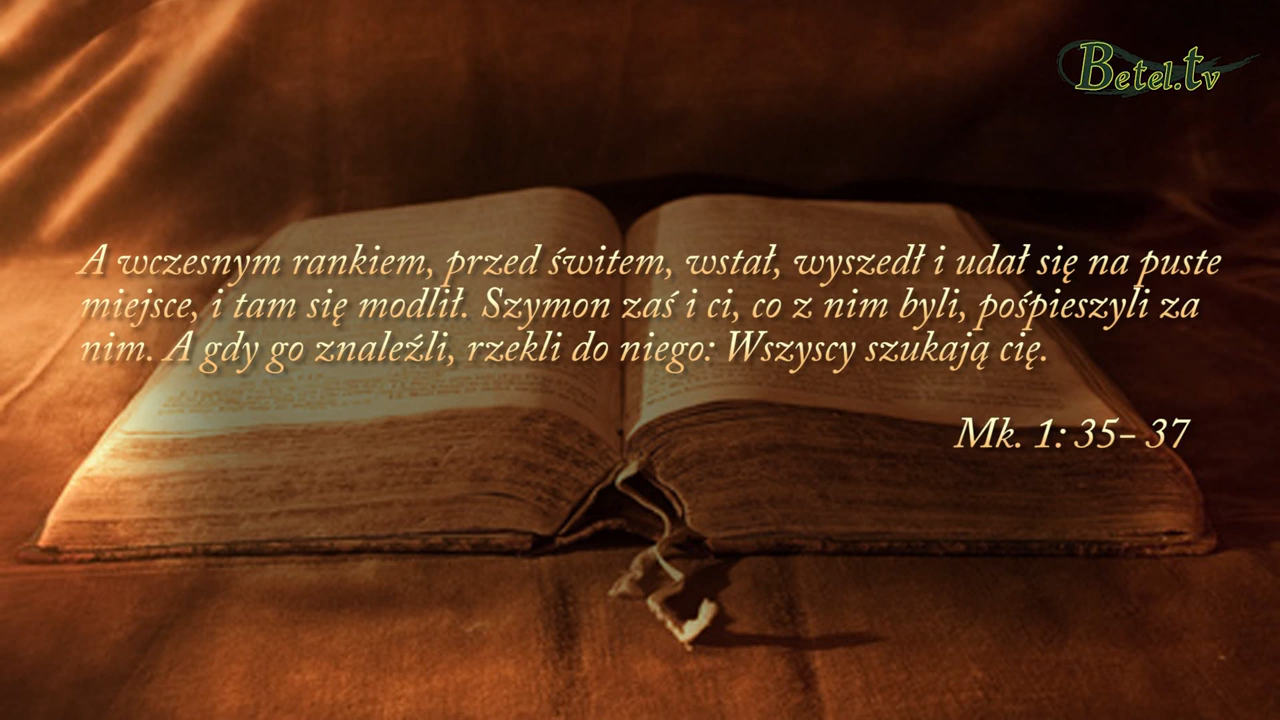 Betel.tv
A wczesnym rankiem, przed świtem, wstał, wyszedł i udał się na puste
miejsce, i tam się modlił. Szymon zaś i ci, co z nim byli, pośpieszyli za
nim. A gdy go znaleźli, rzekli do niego: Wszyscy szukają cię.
Mk. 1: 35- 37